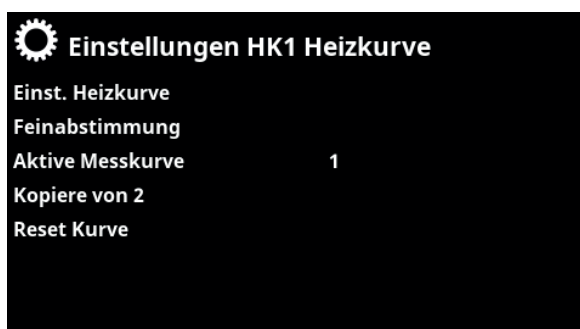 Einstellungen HK1 Heizkurve
Einst. Heizkurve
Feinabstimmung
Aktive Messkurve 1
Kopiere von 2
Reset Kurve